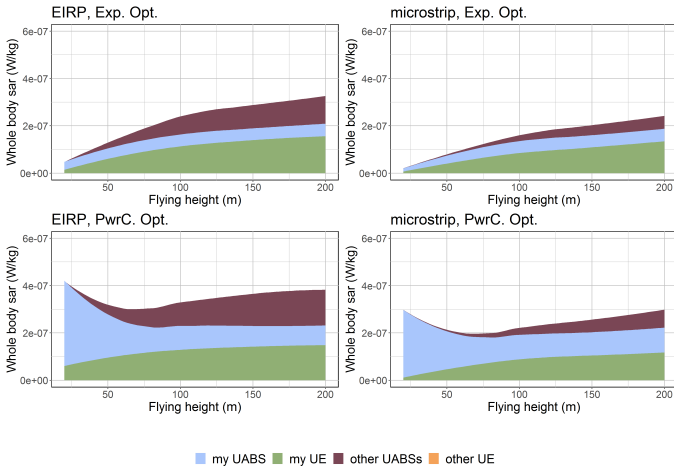 EIRP, Exp. Opt.
Whole body sar (W/kg)
6e-07
4e-07
2e-07
0e+00
50 100 150 200
Flying height (m)
microstrip, Exp. Opt.
Whole body sar (W/kg)
6e-07
4e-07
2e-07
0e+00
50 100 150 200
Flying height (m)
EIRP, PwrC. Opt.
Whole body sar (W/kg)
6e-07
4e-07
2e-07
0e+00
50 100 150 200
Flying height (m)
microstrip, PwrC. Opt.
Whole body sar (W/kg)
6e-07
4e-07
2e-07
0e+00
50 100 150 200
Flying height (m)
my UABS my UE other UABSs other UE